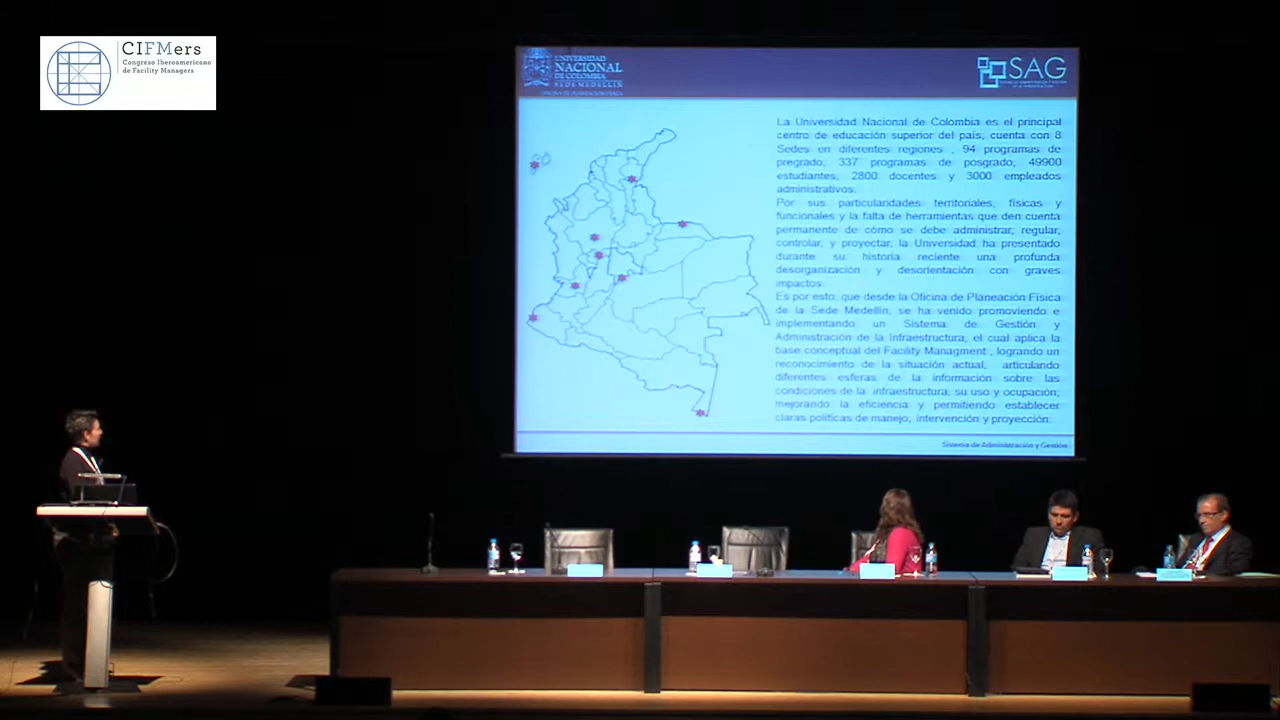 CIFMers
Congreso Iberoamericano
de Facility Managers
UNIVERSIDAD
NACIONAL
DE COLOMBIA
SEDE MEDELLÍN
OFICINA DE PLANEACIÓN FÍSICA
SAG
La Universidad Nacional de Colombia es el principal
centro de educación superior del país, cuenta con 8
Sedes en diferentes regiones , 94 programas de
pregrado, 337 programas de posgrado, 49900
estudiantes, 2800 docentes y 3000 empleados
administrativos.
Por sus particularidades territoriales, físicas y
funcionales y la falta de herramientas que den cuenta
permanente de cómo se debe administrar, regular,
controlar, y proyectar, la Universidad ha presentado
durante su historia reciente una profunda
desorganización y desorientación con graves
impactos.
Es por esto, que desde la Oficina de Planeación Física
de la Sede Medellín, se ha venido promoviendo e
implementando un Sistema de Gestión y
Administración de la Infraestructura, el cual aplica la
base conceptual del Facility Managment , logrando un
reconocimiento de la situación actual, articulando
diferentes esferas de la información sobre las
condiciones de la infraestructura, su uso y ocupación,
mejorando la eficiencia y permitiendo establecer
claras políticas de manejo, intervención y proyección.
Sistema de Administración y Gestión